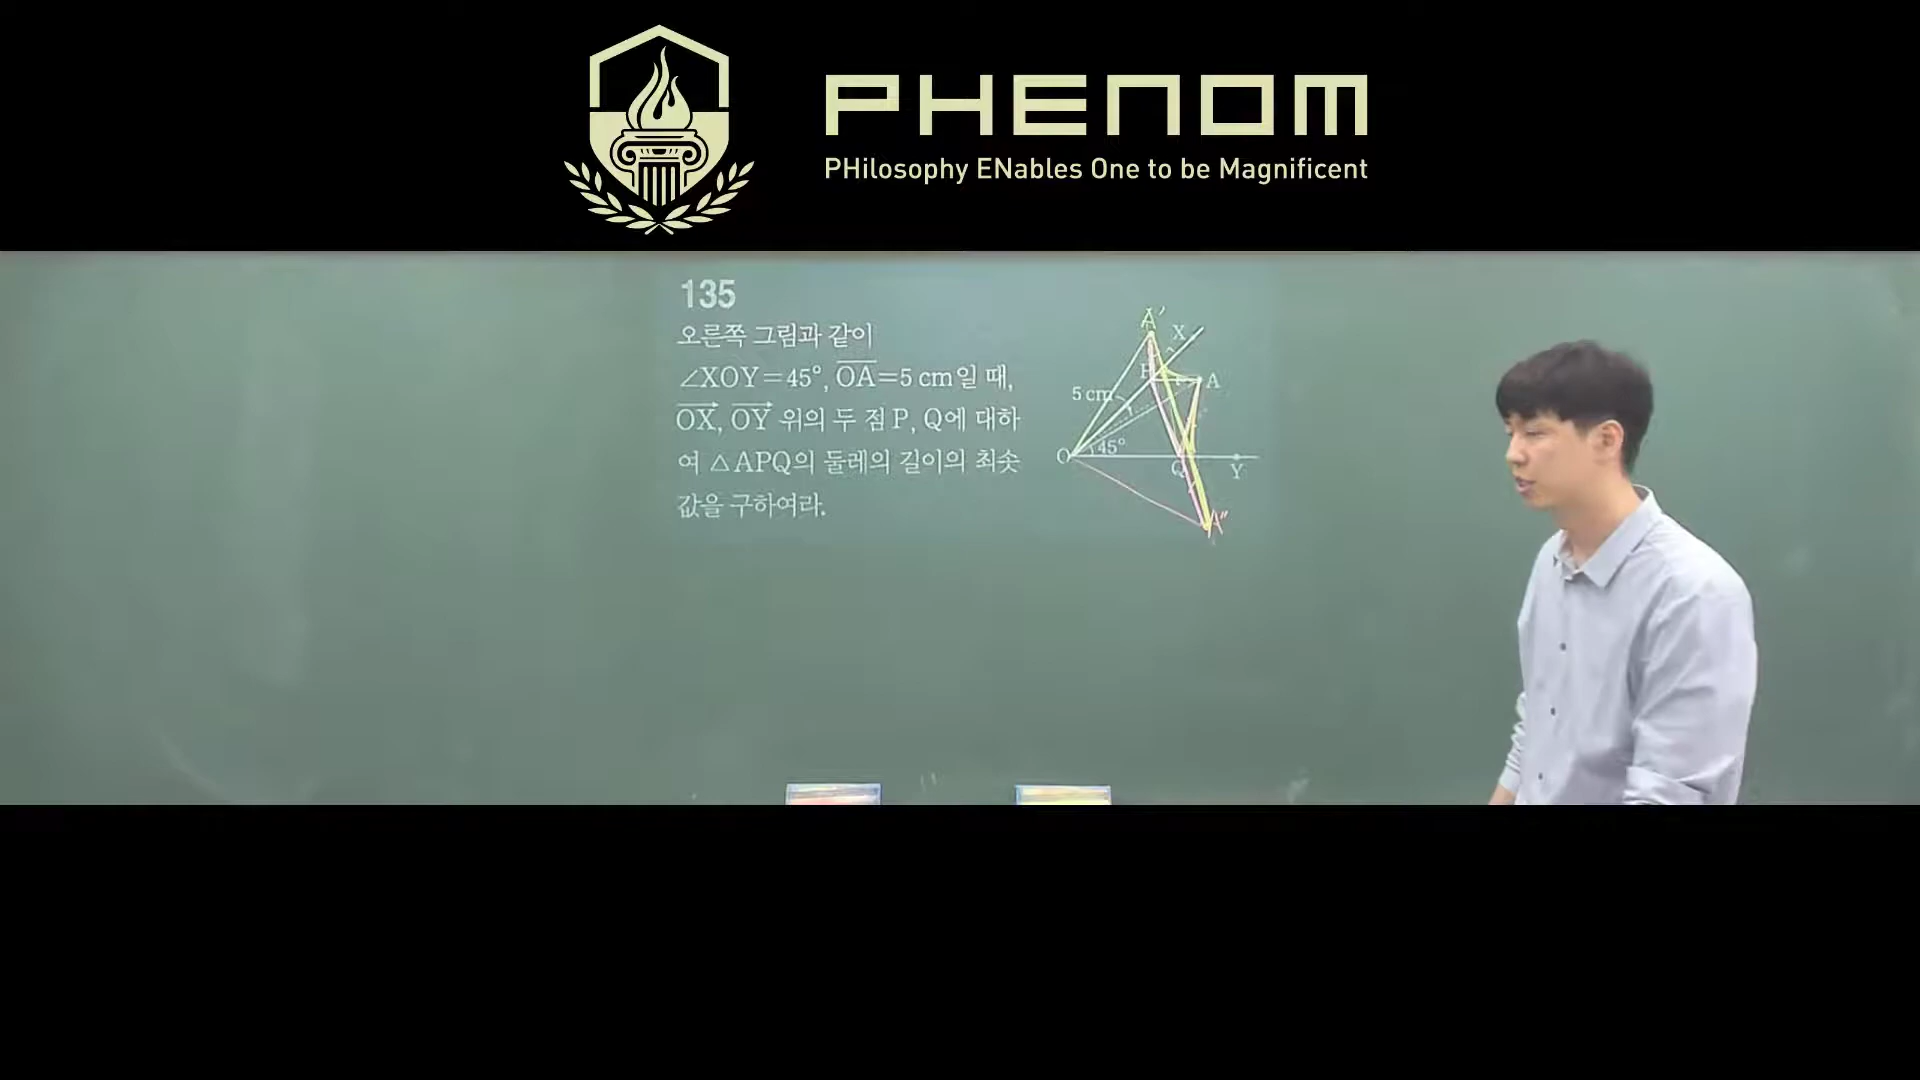 PHENOM
PHilosophy ENables One to be Magnificent
135
오른쪽 그림과 같이
∠XOY=45°, OA=5 cm일 때,
OX, OY 위의 두 점 P, Q에 대하
여 △APQ의 둘레의 길이의 최솟
값을 구하여라.
A'
X
P
A
5 cm
O
45°
Q
Y
A"